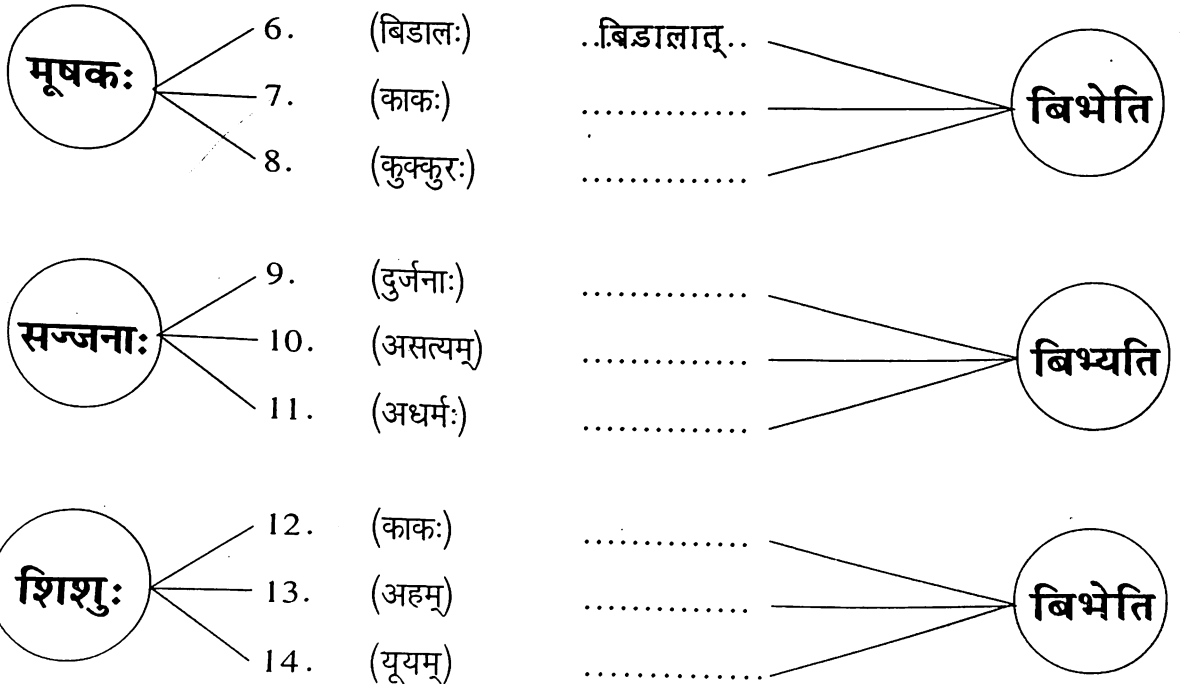 6. (बिडालः) ..बिडालात्..
मूषकः
7. (काकः) .............
बिभेति
8. (कुक्कुरः) .............
9. (दुर्जनाः) .............
सज्जनाः
10. (असत्यम्) .............
बिभ्यति
11. (अधर्मः) .............
12. (काकः) .............
शिशुः
13. (अहम्) .............
बिभेति
14. (यूयम्) .............